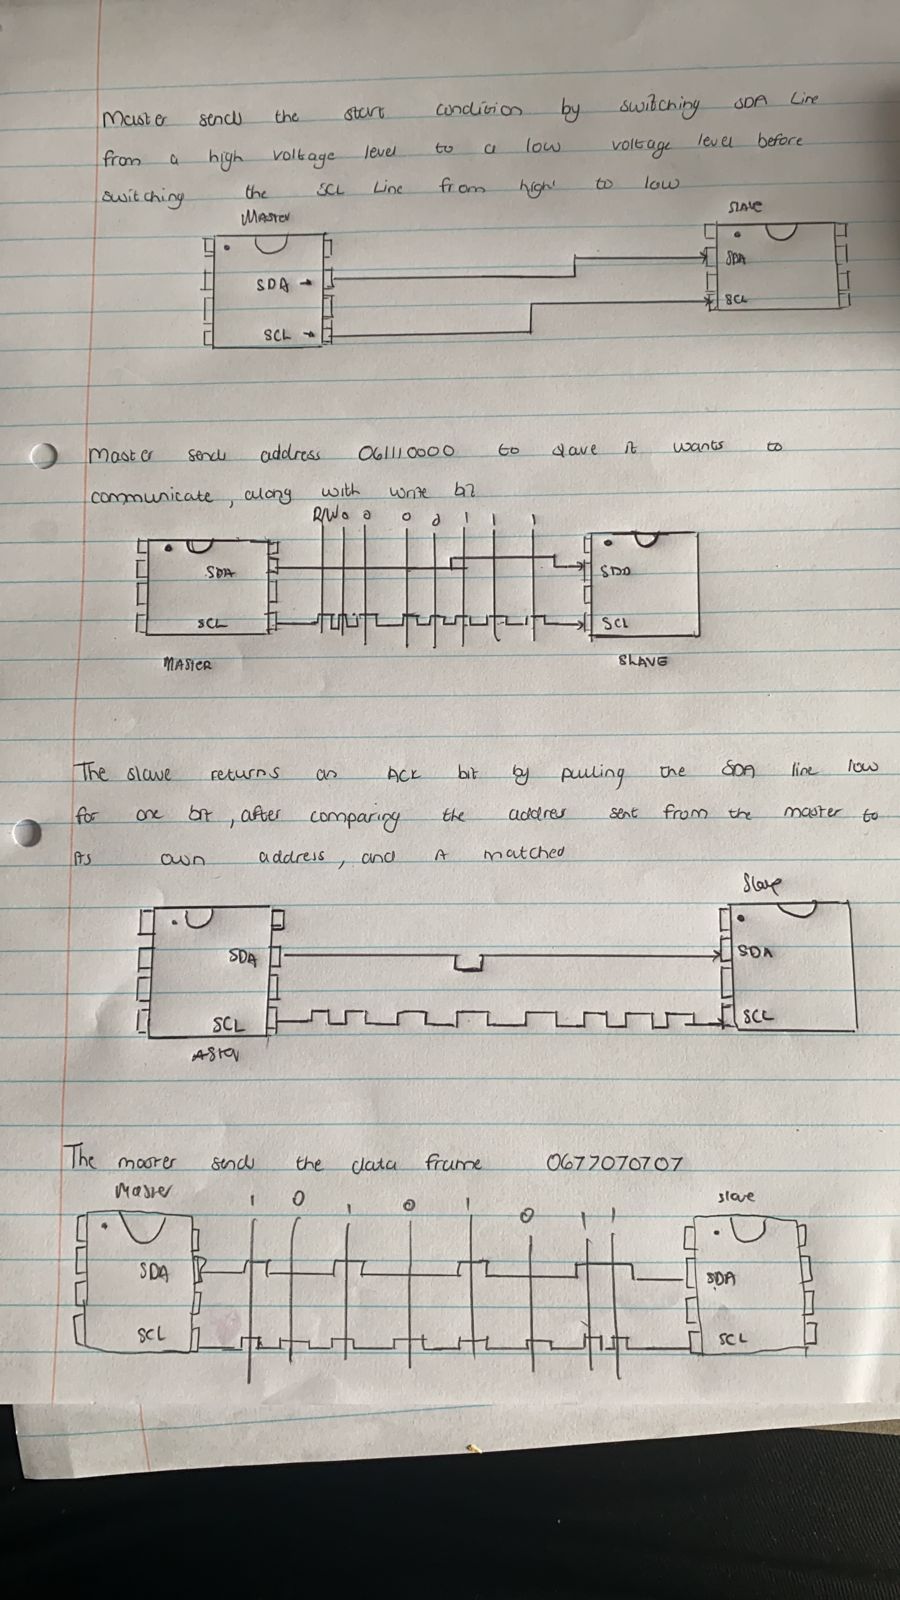 Master sends the start condition by switching SDA Line
from a high voltage level to a low voltage level before
switching the SCL Line from high to low
MASTER
SLAVE
SDA
SDA
SCL
SCL
Master sends address 0b1110000 to slave it wants to
communicate, along with write bit
R/W 0 0 0 0 1 1 1
SDA
SDA
SCL
SCL
MASTER
SLAVE
The slave returns an ACK bit by pulling the SDA line low
for one bit, after comparing the address sent from the master to
its own address, and it matched
Slave
SDA
SDA
SCL
SCL
The master sends the data frame 0b11010101
Master
slave
1 0 1 0 1 0 1 1
SDA
SDA
SCL
SCL